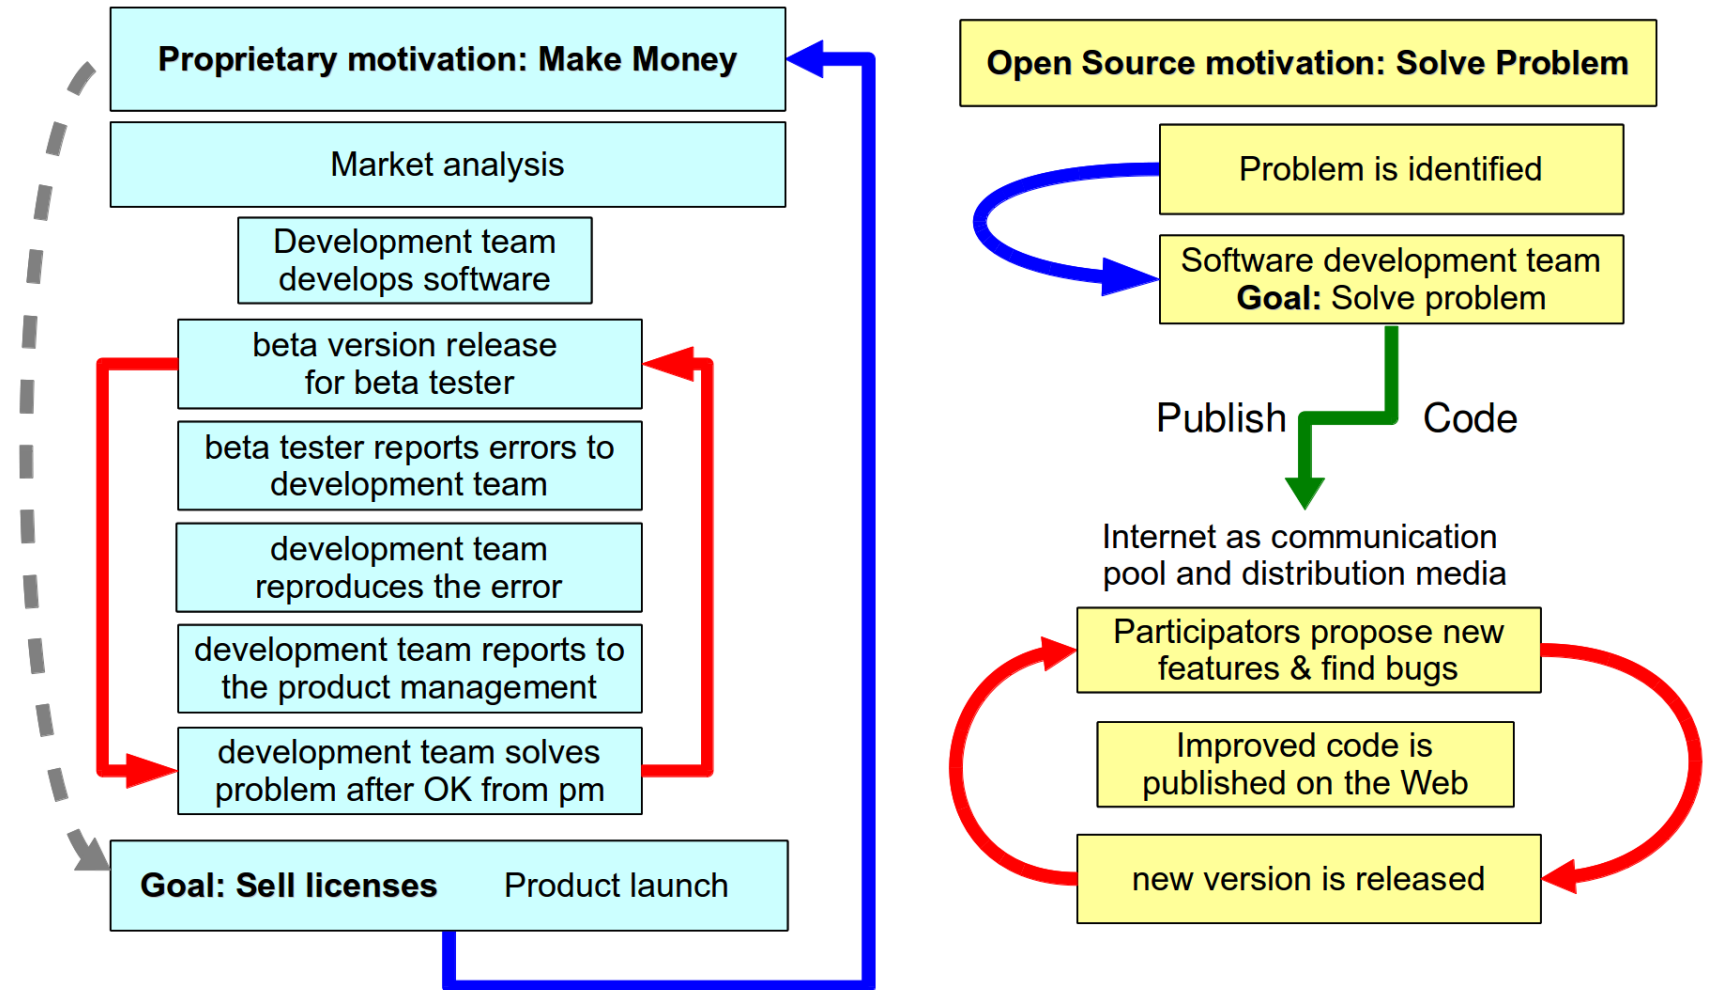 Proprietary motivation: Make Money
Market analysis
Development team
develops software
beta version release
for beta tester
beta tester reports errors to
development team
development team
reproduces the error
development team reports to
the product management
development team solves
problem after OK from pm
Goal: Sell licenses Product launch
Open Source motivation: Solve Problem
Problem is identified
Software development team
Goal: Solve problem
Publish Code
Internet as communication
pool and distribution media
Participators propose new
features & find bugs
Improved code is
published on the Web
new version is released